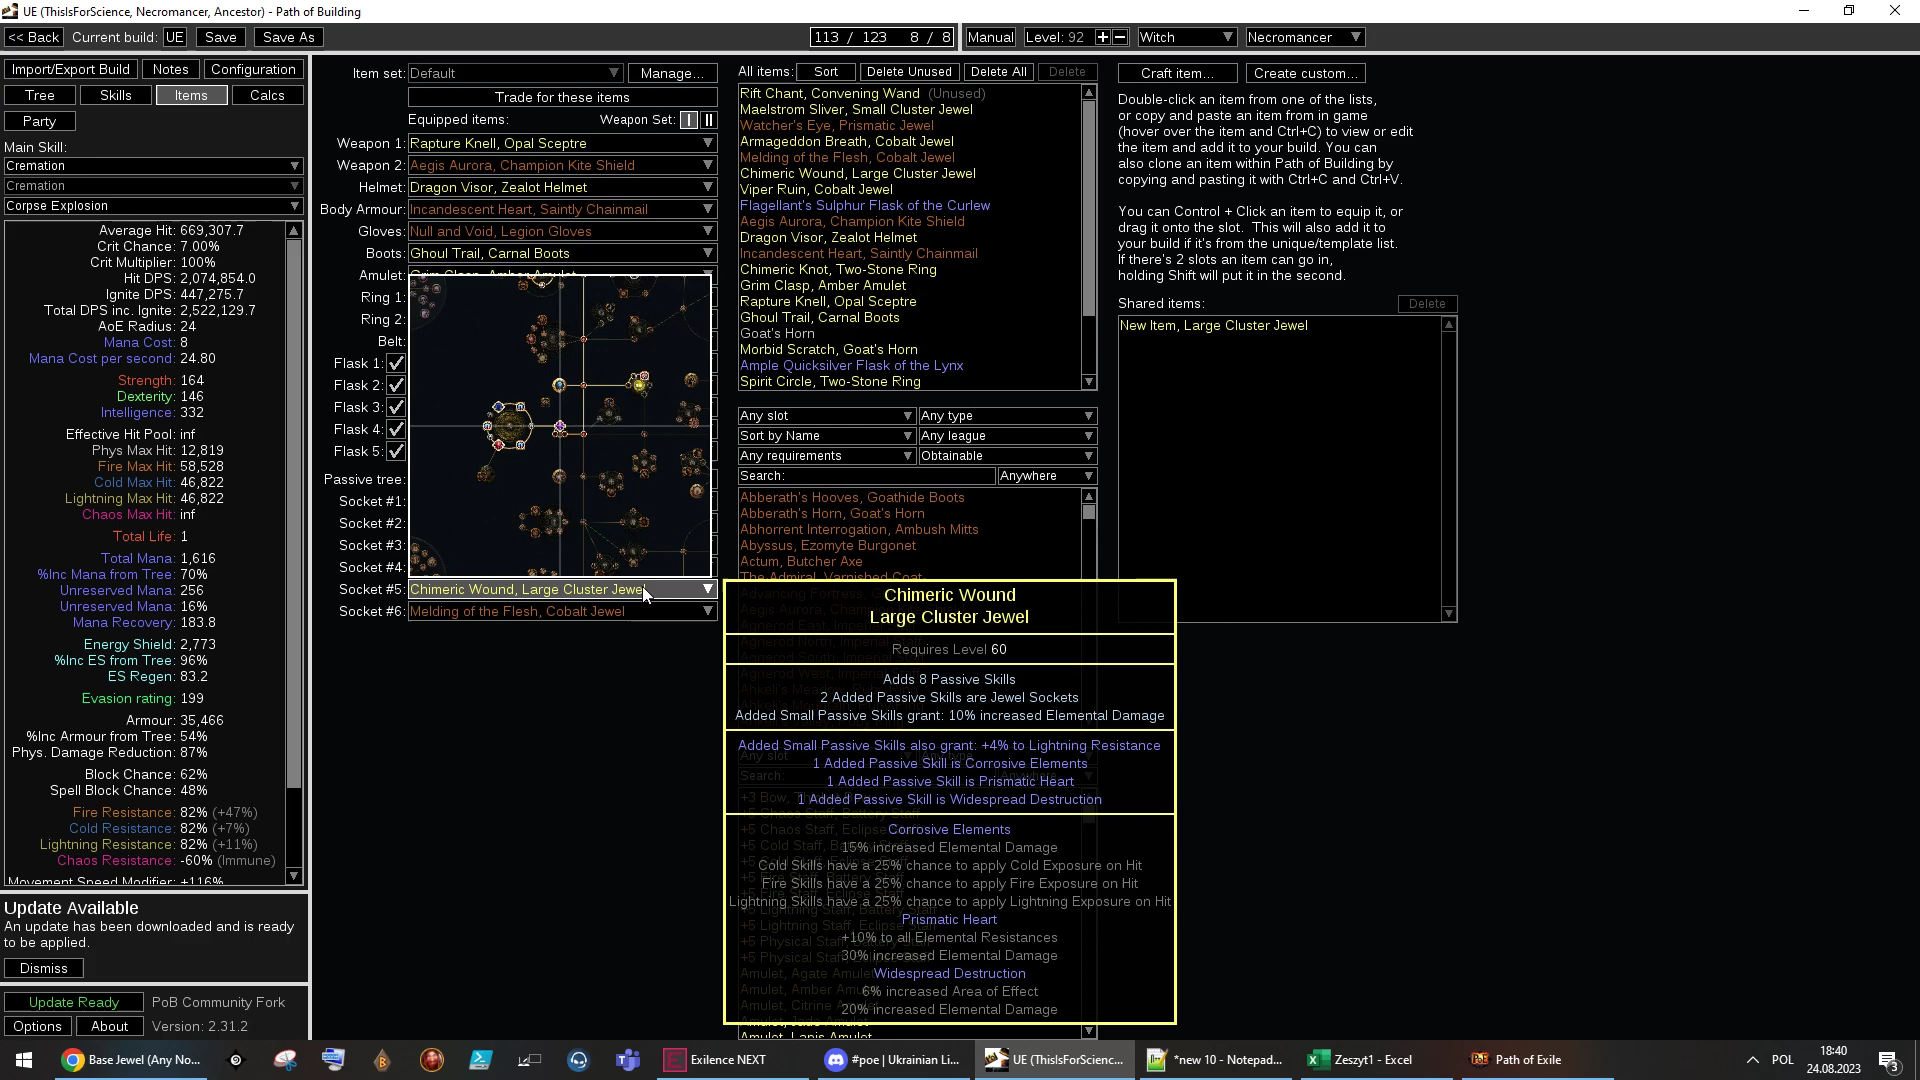 UE (ThisIsForScience, Necromancer, Ancestor) - Path of Building
<< Back
Current build: UE
Save
Save As
113 / 123 8 / 8
Manual
Level: 92
Witch
Necromancer
Import/Export Build
Notes
Configuration
Tree
Skills
Items
Calcs
Party
Main Skill:
Cremation
Cremation
Corpse Explosion
Average Hit: 669,307.7
Crit Chance: 7.00%
Crit Multiplier: 100%
Hit DPS: 2,074,854.0
Ignite DPS: 447,275.7
Total DPS inc. Ignite: 2,522,129.7
AoE Radius: 24
Mana Cost: 8
Mana Cost per second: 24.80
Strength: 164
Dexterity: 146
Intelligence: 332
Effective Hit Pool: inf
Phys Max Hit: 12,819
Fire Max Hit: 58,528
Cold Max Hit: 46,822
Lightning Max Hit: 46,822
Chaos Max Hit: inf
Total Life: 1
Total Mana: 1,616
%Inc Mana from Tree: 70%
Unreserved Mana: 256
Unreserved Mana: 16%
Mana Recovery: 183.8
Energy Shield: 2,773
%Inc ES from Tree: 96%
ES Regen: 83.2
Evasion rating: 199
Armour: 35,466
%Inc Armour from Tree: 54%
Phys. Damage Reduction: 87%
Block Chance: 62%
Spell Block Chance: 48%
Fire Resistance: 82% (+47%)
Cold Resistance: 82% (+7%)
Lightning Resistance: 82% (+11%)
Chaos Resistance: -60% (Immune)
Movement Speed Modifier: +116%
Update Available
An update has been downloaded and is ready
to be applied.
Dismiss
Update Ready
PoB Community Fork
Options
About
Version: 2.31.2
Item set: Default
Manage...
Trade for these items
Equipped items:
Weapon Set: I II
Weapon 1: Rapture Knell, Opal Sceptre
Weapon 2: Aegis Aurora, Champion Kite Shield
Helmet: Dragon Visor, Zealot Helmet
Body Armour: Incandescent Heart, Saintly Chainmail
Gloves: Null and Void, Legion Gloves
Boots: Ghoul Trail, Carnal Boots
Amulet: Grim Clasp, Amber Amulet
Ring 1:
Ring 2:
Belt:
Flask 1:
Flask 2:
Flask 3:
Flask 4:
Flask 5:
Passive tree:
Socket #1:
Socket #2:
Socket #3:
Socket #4:
Socket #5: Chimeric Wound, Large Cluster Jewel
Socket #6: Melding of the Flesh, Cobalt Jewel
All items:
Sort
Delete Unused
Delete All
Delete
Rift Chant, Convening Wand (Unused)
Maelstrom Sliver, Small Cluster Jewel
Watcher's Eye, Prismatic Jewel
Armageddon Breath, Cobalt Jewel
Melding of the Flesh, Cobalt Jewel
Chimeric Wound, Large Cluster Jewel
Viper Ruin, Cobalt Jewel
Flagellant's Sulphur Flask of the Curlew
Aegis Aurora, Champion Kite Shield
Dragon Visor, Zealot Helmet
Incandescent Heart, Saintly Chainmail
Chimeric Knot, Two-Stone Ring
Grim Clasp, Amber Amulet
Rapture Knell, Opal Sceptre
Ghoul Trail, Carnal Boots
Goat's Horn
Morbid Scratch, Goat's Horn
Ample Quicksilver Flask of the Lynx
Spirit Circle, Two-Stone Ring
Any slot
Any type
Sort by Name
Any league
Any requirements
Obtainable
Search:
Anywhere
Abberath's Hooves, Goathide Boots
Abberath's Horn, Goat's Horn
Abhorrent Interrogation, Ambush Mitts
Abyssus, Ezomyte Burgonet
Actum, Butcher Axe
The Admiral, Varnished Coat
Chimeric Wound
Large Cluster Jewel
Requires Level 60
Adds 8 Passive Skills
2 Added Passive Skills are Jewel Sockets
Added Small Passive Skills grant: 10% increased Elemental Damage
Added Small Passive Skills also grant: +4% to Lightning Resistance
1 Added Passive Skill is Corrosive Elements
1 Added Passive Skill is Prismatic Heart
1 Added Passive Skill is Widespread Destruction
Corrosive Elements
15% increased Elemental Damage
Cold Skills have a 25% chance to apply Cold Exposure on Hit
Fire Skills have a 25% chance to apply Fire Exposure on Hit
Lightning Skills have a 25% chance to apply Lightning Exposure on Hit
Prismatic Heart
+10% to all Elemental Resistances
30% increased Elemental Damage
Widespread Destruction
6% increased Area of Effect
20% increased Elemental Damage
Amulet, Lapis Amulet
Craft item...
Create custom...
Double-click an item from one of the lists,
or copy and paste an item from in game
(hover over the item and Ctrl+C) to view or edit
the item and add it to your build. You can
also clone an item within Path of Building by
copying and pasting it with Ctrl+C and Ctrl+V.
You can Control + Click an item to equip it, or
drag it onto the slot. This will also add it to
your build if it's from the unique/template list.
If there's 2 slots an item can go in,
holding Shift will put it in the second.
Shared items:
Delete
New Item, Large Cluster Jewel
Base Jewel (Any No...
Exilence NEXT
#poe | Ukrainian Li...
UE (ThisIsForScienc...
*new 10 - Notepad...
Zeszyt1 - Excel
Path of Exile
POL
18:40
24.08.2023
3